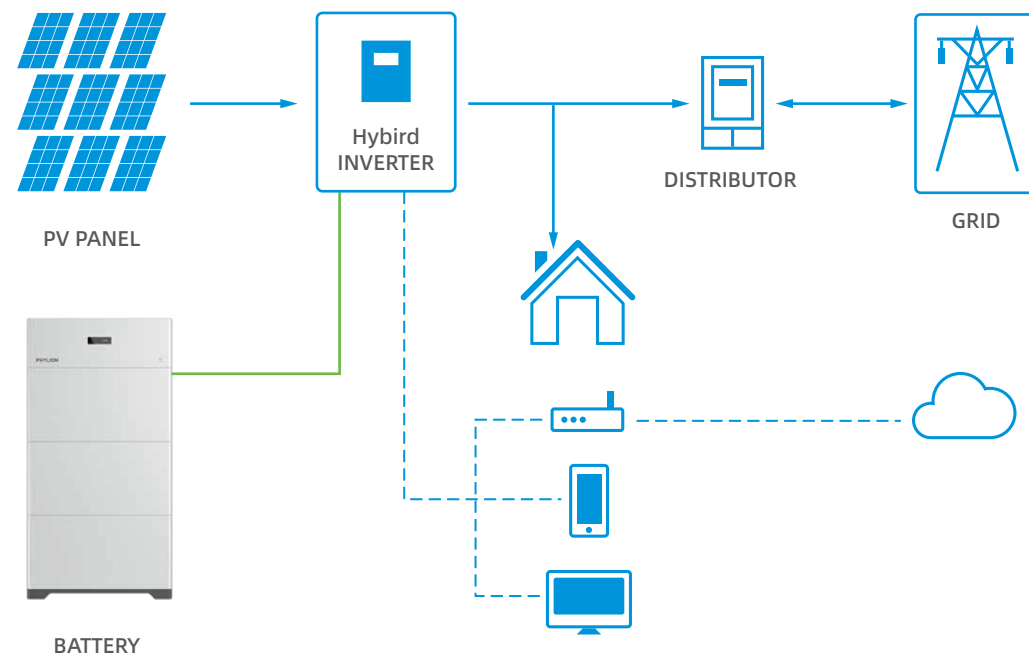 Hybird
INVERTER
DISTRIBUTOR
GRID
PV PANEL
PHYLION
BATTERY